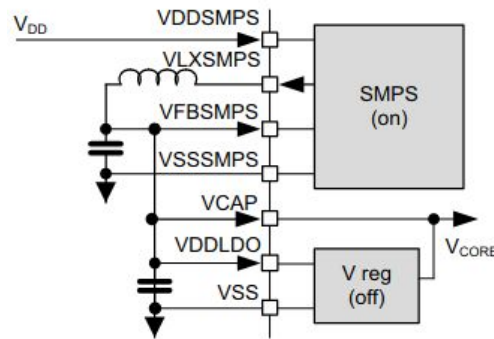 VDDSMPS
VDD
VLXSMPS
SMPS
(on)
VFBSMPS
VSSSMPS
VCAP
VCORE
VDDLDO
V reg
(off)
VSS